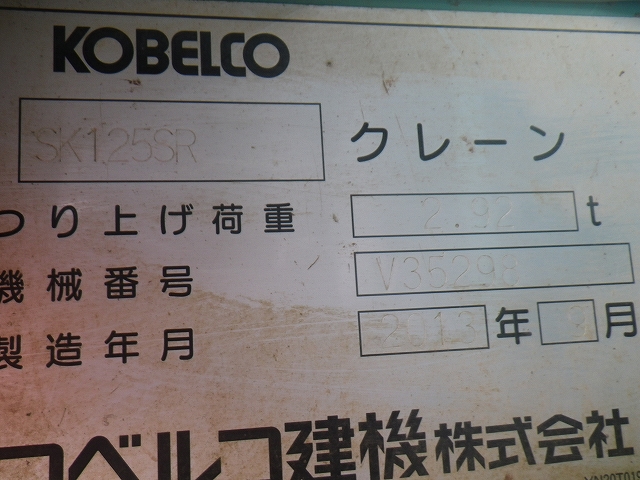 KOBELCO
SK125SR クレーン
つり上げ荷重 2.92 t
機械番号
製造年月 2013 年 9 月
コベルコ建機株式会社